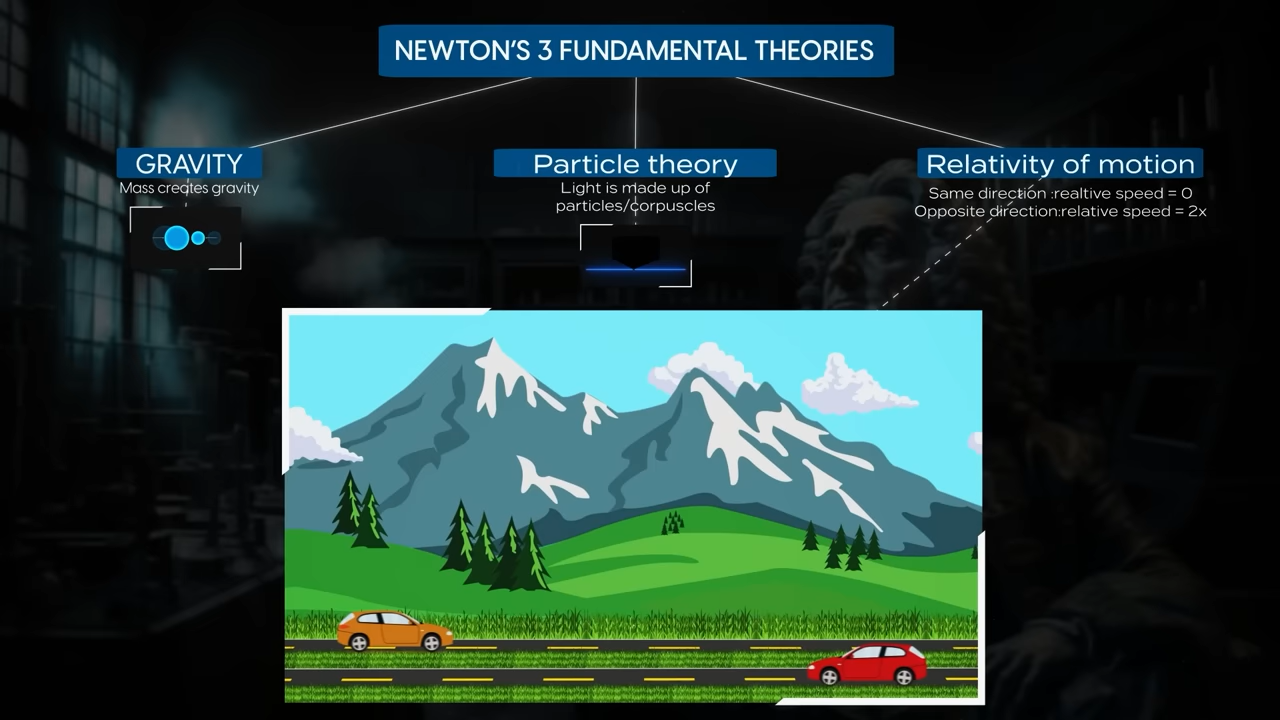 NEWTON'S 3 FUNDAMENTAL THEORIES
GRAVITY
Mass creates gravity
Particle theory
Light is made up of
particles/corpuscles
Relativity of motion
Same direction :realtive speed = 0
Opposite direction:relative speed = 2x